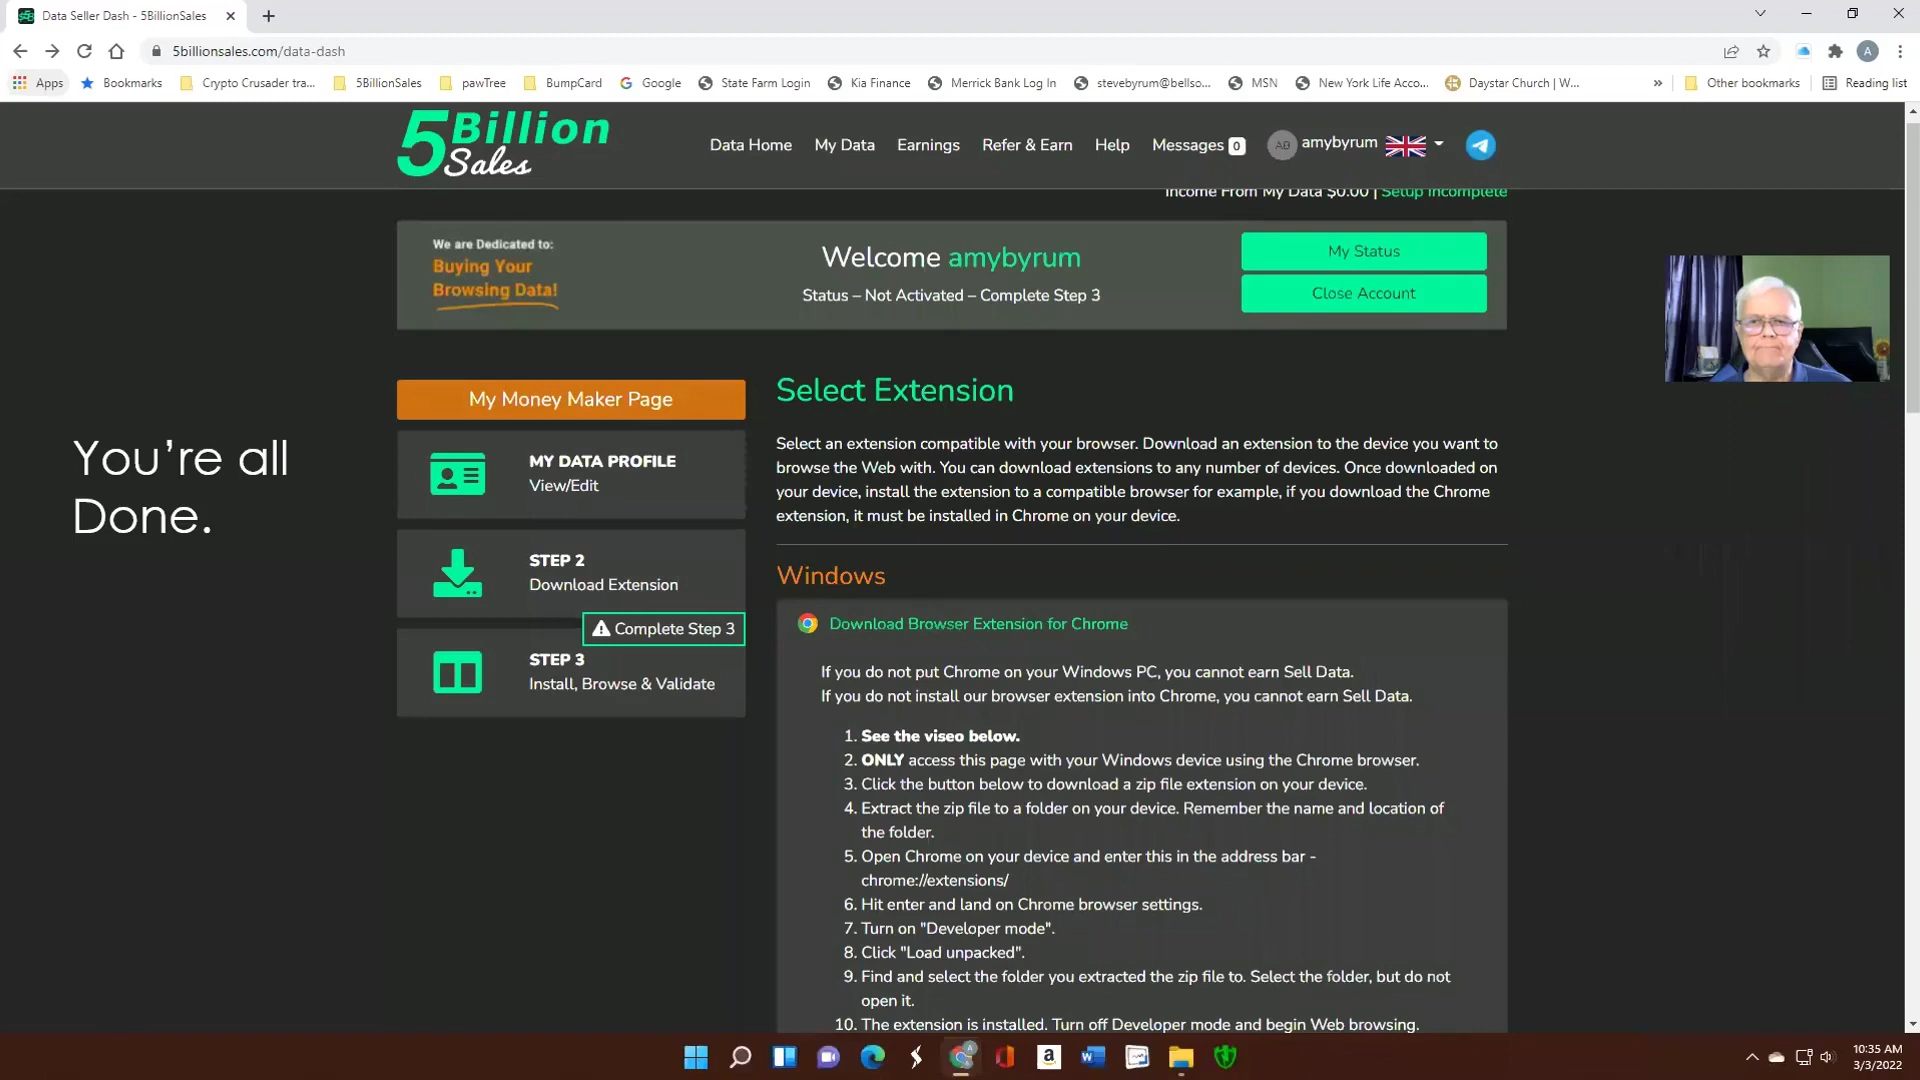 Data Seller Dash - 5BillionSales
5billionsales.com/data-dash
A
Apps
Bookmarks
Crypto Crusader tra...
5BillionSales
pawTree
BumpCard
Google
State Farm Login
Kia Finance
Merrick Bank Log In
stevebyrum@bellso...
MSN
New York Life Acco...
Daystar Church | W...
»
Other bookmarks
Reading list
5Billion
Sales
Data Home
My Data
Earnings
Refer & Earn
Help
Messages 0
AB
amybyrum
Income From My Data $0.00 | Setup Incomplete
We are Dedicated to:
Buying Your
Browsing Data!
Welcome amybyrum
Status – Not Activated – Complete Step 3
My Status
Close Account
You're all
Done.
My Money Maker Page
MY DATA PROFILE
View/Edit
STEP 2
Download Extension
Complete Step 3
STEP 3
Install, Browse & Validate
Select Extension
Select an extension compatible with your browser. Download an extension to the device you want to
browse the Web with. You can download extensions to any number of devices. Once downloaded on
your device, install the extension to a compatible browser for example, if you download the Chrome
extension, it must be installed in Chrome on your device.
Windows
Download Browser Extension for Chrome
If you do not put Chrome on your Windows PC, you cannot earn Sell Data.
If you do not install our browser extension into Chrome, you cannot earn Sell Data.
1. See the viseo below.
2. ONLY access this page with your Windows device using the Chrome browser.
3. Click the button below to download a zip file extension on your device.
4. Extract the zip file to a folder on your device. Remember the name and location of
the folder.
5. Open Chrome on your device and enter this in the address bar -
chrome://extensions/
6. Hit enter and land on Chrome browser settings.
7. Turn on "Developer mode".
8. Click "Load unpacked".
9. Find and select the folder you extracted the zip file to. Select the folder, but do not
open it.
10. The extension is installed. Turn off Developer mode and begin Web browsing.
10:35 AM
3/3/2022